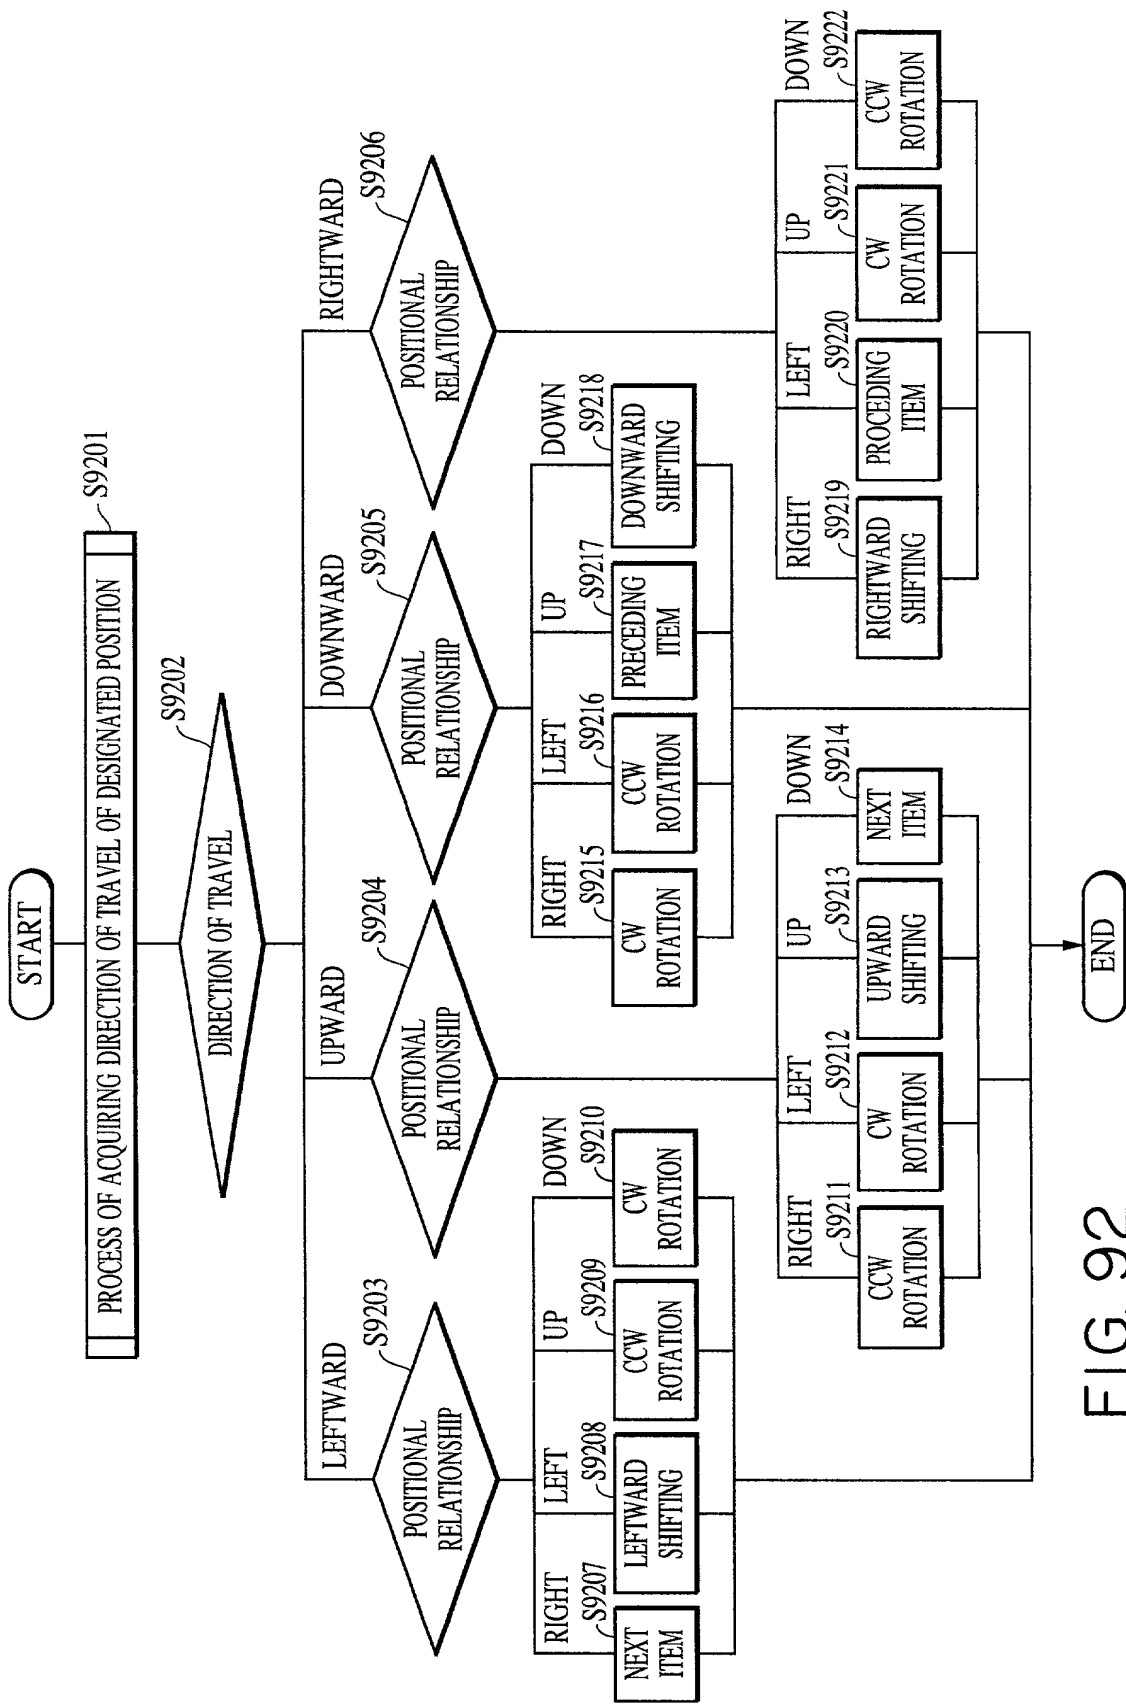 START
PROCESS OF ACQUIRING DIRECTION OF TRAVEL OF DESIGNATED POSITION
S9201
DIRECTION OF TRAVEL
S9202
LEFTWARD
UPWARD
DOWNWARD
RIGHTWARD
POSITIONAL
RELATIONSHIP
S9203
POSITIONAL
RELATIONSHIP
S9204
POSITIONAL
RELATIONSHIP
S9205
POSITIONAL
RELATIONSHIP
S9206
RIGHT
S9207
NEXT
ITEM
LEFT
S9208
LEFTWARD
SHIFTING
UP
S9209
CCW
ROTATION
DOWN
S9210
CW
ROTATION
RIGHT
S9215
CW
ROTATION
LEFT
S9216
CCW
ROTATION
UP
S9217
PRECEDING
ITEM
DOWN
S9218
DOWNWARD
SHIFTING
RIGHT
S9211
CCW
ROTATION
LEFT
S9212
CW
ROTATION
UP
S9213
UPWARD
SHIFTING
DOWN
S9214
NEXT
ITEM
RIGHT
S9219
RIGHTWARD
SHIFTING
LEFT
S9220
PROCEDING
ITEM
UP
S9221
CW
ROTATION
DOWN
S9222
CCW
ROTATION
END
FIG. 92